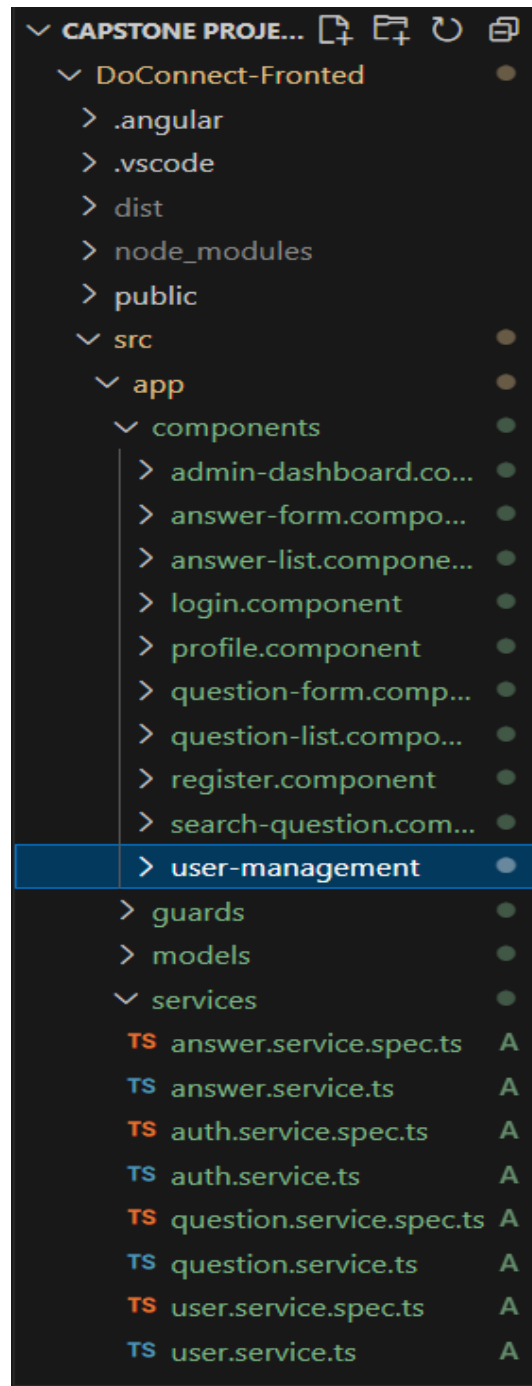 CAPSTONE PROJE...
DoConnect-Fronted
.angular
.vscode
dist
node_modules
public
src
app
components
admin-dashboard.co...
answer-form.compo...
answer-list.compone...
login.component
profile.component
question-form.comp...
question-list.compo...
register.component
search-question.com...
user-management
guards
models
services
TS answer.service.spec.ts A
TS answer.service.ts A
TS auth.service.spec.ts A
TS auth.service.ts A
TS question.service.spec.ts A
TS question.service.ts A
TS user.service.spec.ts A
TS user.service.ts A